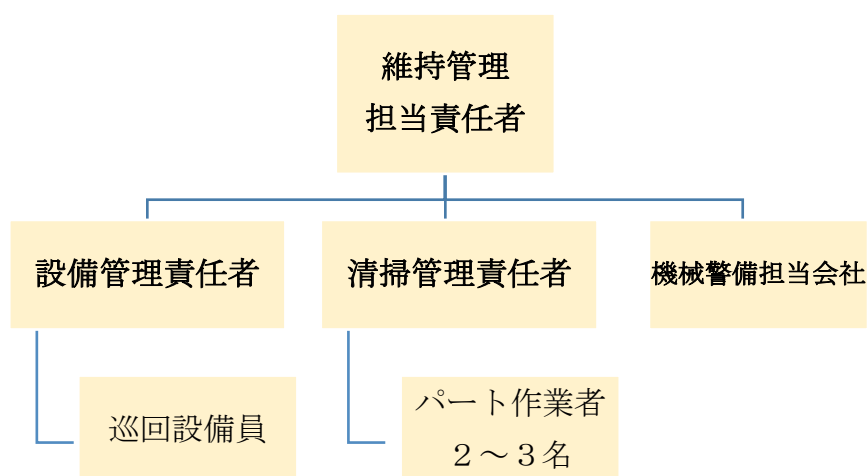 維持管理
担当責任者
設備管理責任者
清掃管理責任者
機械警備担当会社
巡回設備員
パート作業者
２～３名